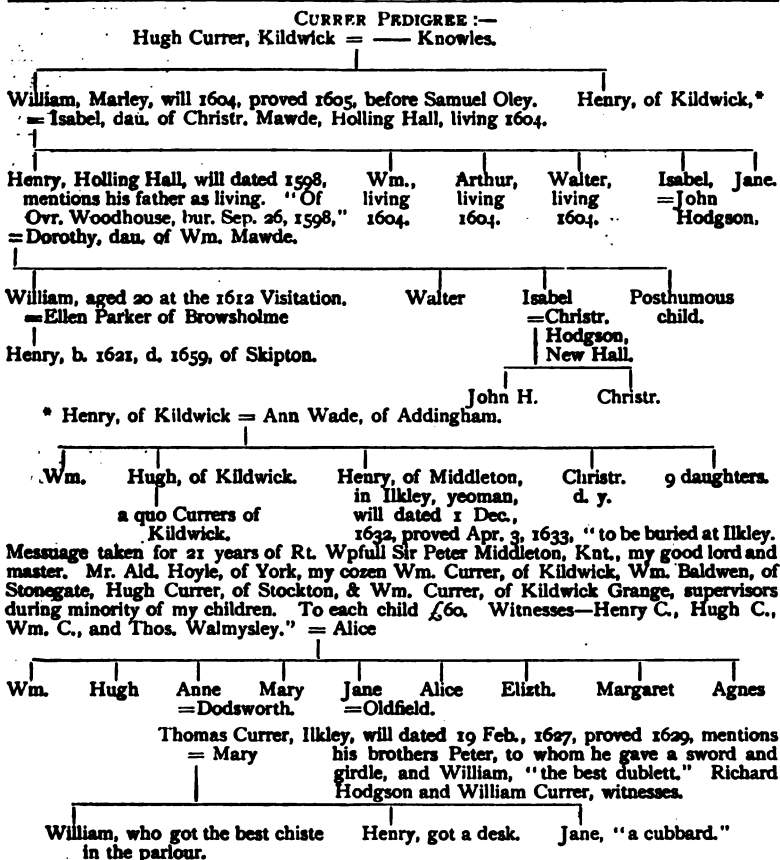 CURRER PEDIGREE :—
Hugh Currer, Kildwick = —— Knowles.
William, Marley, will 1604, proved 1605, before Samuel Oley. Henry, of Kildwick,*
= Isabel, dau. of Christr. Mawde, Holling Hall, living 1604.
Henry, Holling Hall, will dated 1598, Wm., Arthur, Walter, Isabel, Jane.
mentions his father as living. "Of living living living =John
Ovr. Woodhouse, bur. Sep. 26, 1598," 1604. 1604. 1604. Hodgson.
=Dorothy, dau. of Wm. Mawde.
William, aged 20 at the 1612 Visitation. Walter Isabel Posthumous
=Ellen Parker of Browsholme =Christr. child.
Hodgson,
Henry, b. 1621, d. 1659, of Skipton. New Hall.
John H. Christr.
* Henry, of Kildwick = Ann Wade, of Addingham.
Wm. Hugh, of Kildwick. Henry, of Middleton, Christr. 9 daughters.
in Ilkley, yeoman, d. y.
a quo Currers of will dated 1 Dec.,
Kildwick. 1632, proved Apr. 3, 1633, "to be buried at Ilkley.
Messuage taken for 21 years of Rt. Wpfull Sir Peter Middleton, Knt., my good lord and
master. Mr. Ald. Hoyle, of York, my cozen Wm. Currer, of Kildwick, Wm. Baldwen, of
Stonegate, Hugh Currer, of Stockton, & Wm. Currer, of Kildwick Grange, supervisors
during minority of my children. To each child £60. Witnesses—Henry C., Hugh C.,
Wm. C., and Thos. Walmysley." = Alice
Wm. Hugh Anne Mary Jane Alice Elizth. Margaret Agnes
=Dodsworth. =Oldfield.
Thomas Currer, Ilkley, will dated 19 Feb., 1627, proved 1629, mentions
= Mary his brothers Peter, to whom he gave a sword and
girdle, and William, "the best dublett." Richard
Hodgson and William Currer, witnesses.
William, who got the best chiste Henry, got a desk. Jane, "a cubbard."
in the parlour.